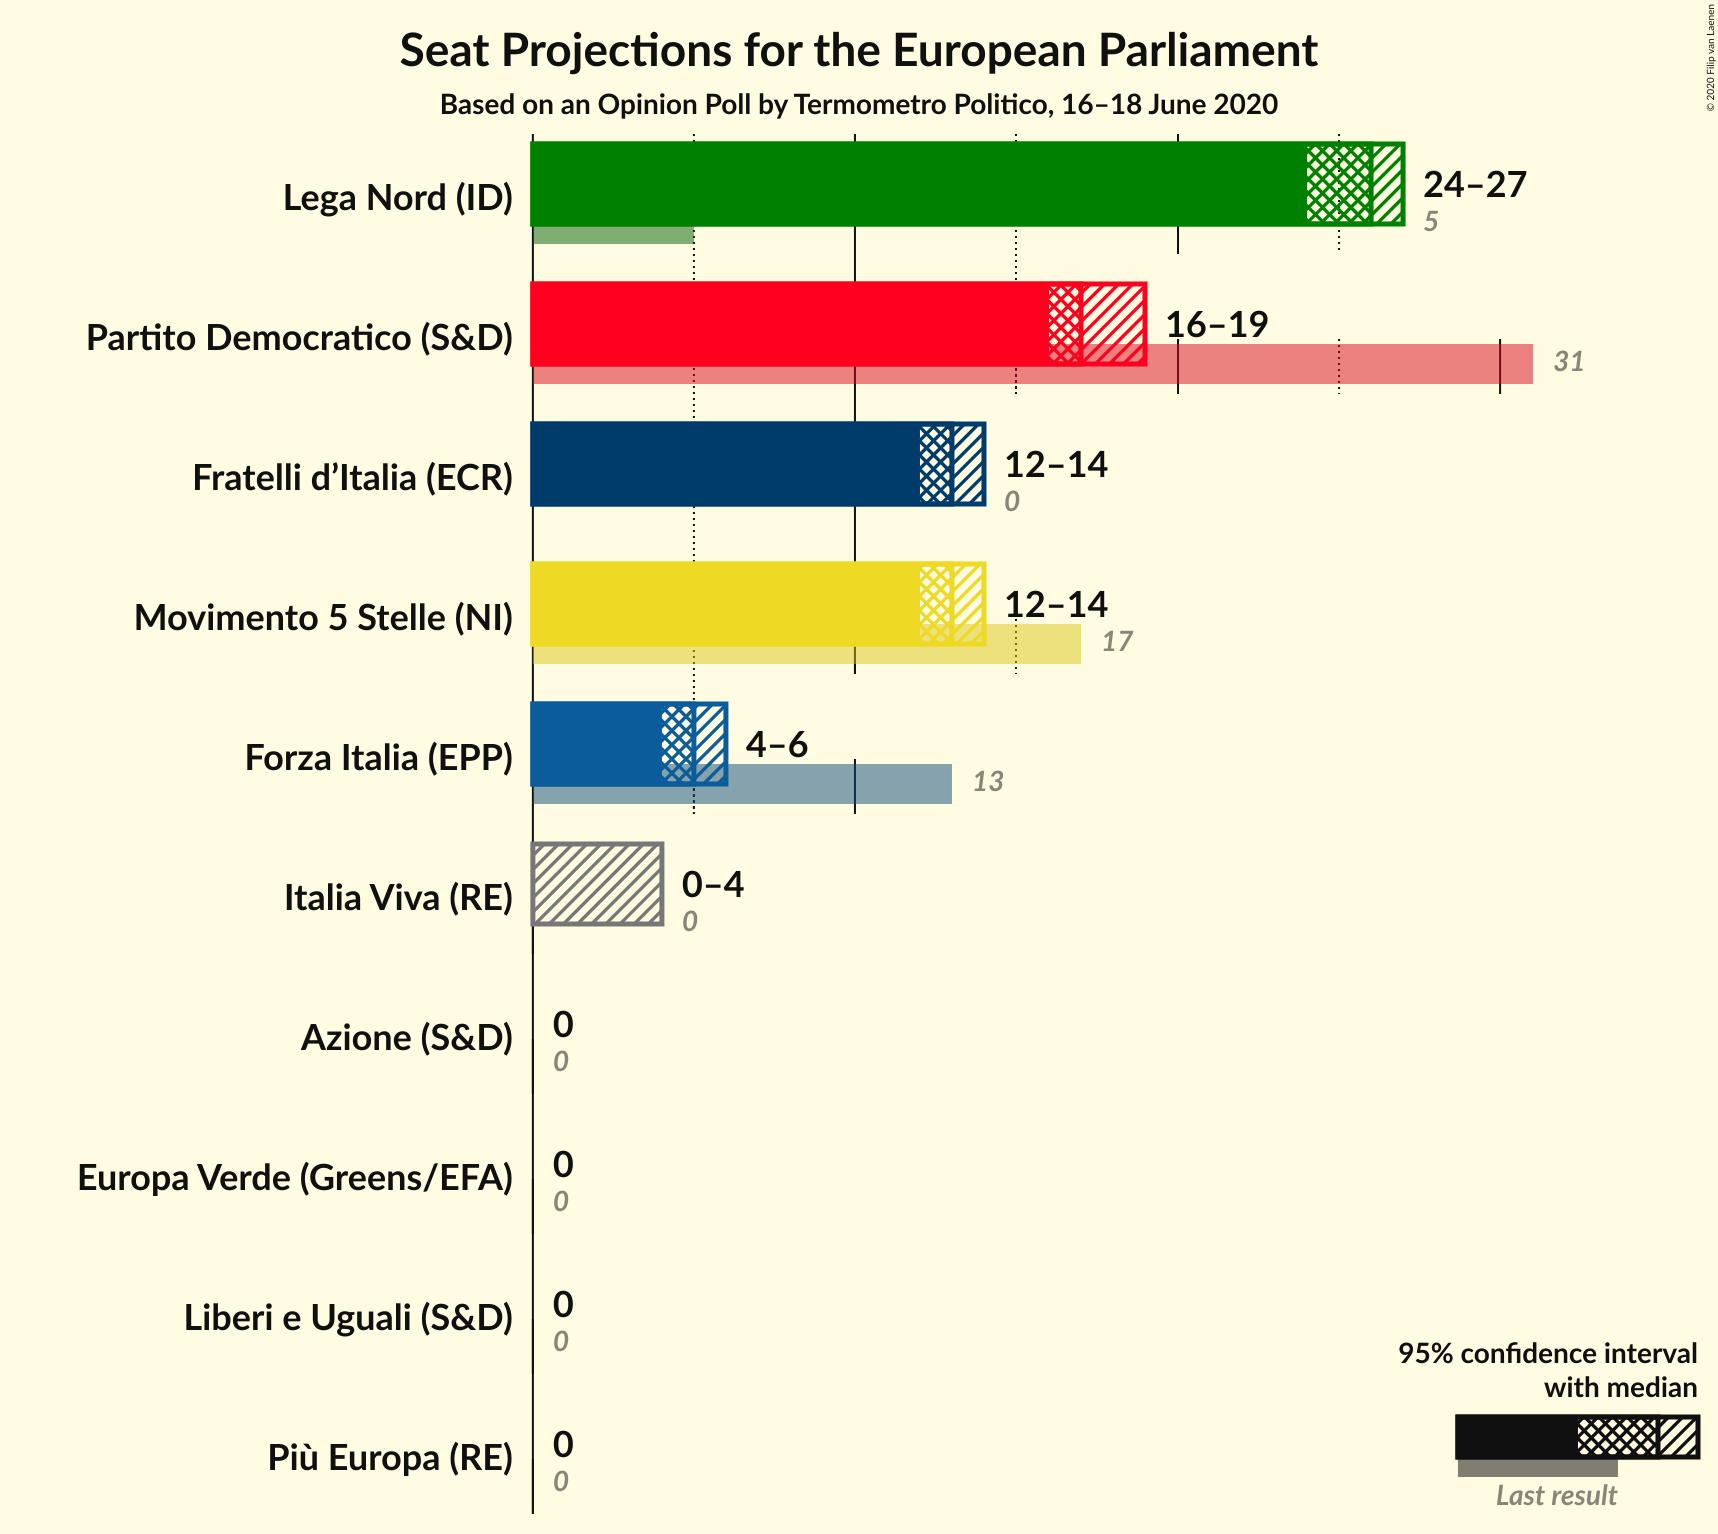 Seat Projections for the European Parliament
Based on an Opinion Poll by Termometro Politico, 16–18 June 2020
© 2020 Filip van Laenen
Lega Nord (ID)
24–27
5
Partito Democratico (S&D)
16–19
31
Fratelli d’Italia (ECR)
12–14
0
Movimento 5 Stelle (NI)
12–14
17
Forza Italia (EPP)
4–6
13
Italia Viva (RE)
0–4
0
Azione (S&D)
0
0
Europa Verde (Greens/EFA)
0
0
Liberi e Uguali (S&D)
0
0
Più Europa (RE)
0
0
95% confidence interval
with median
Last result